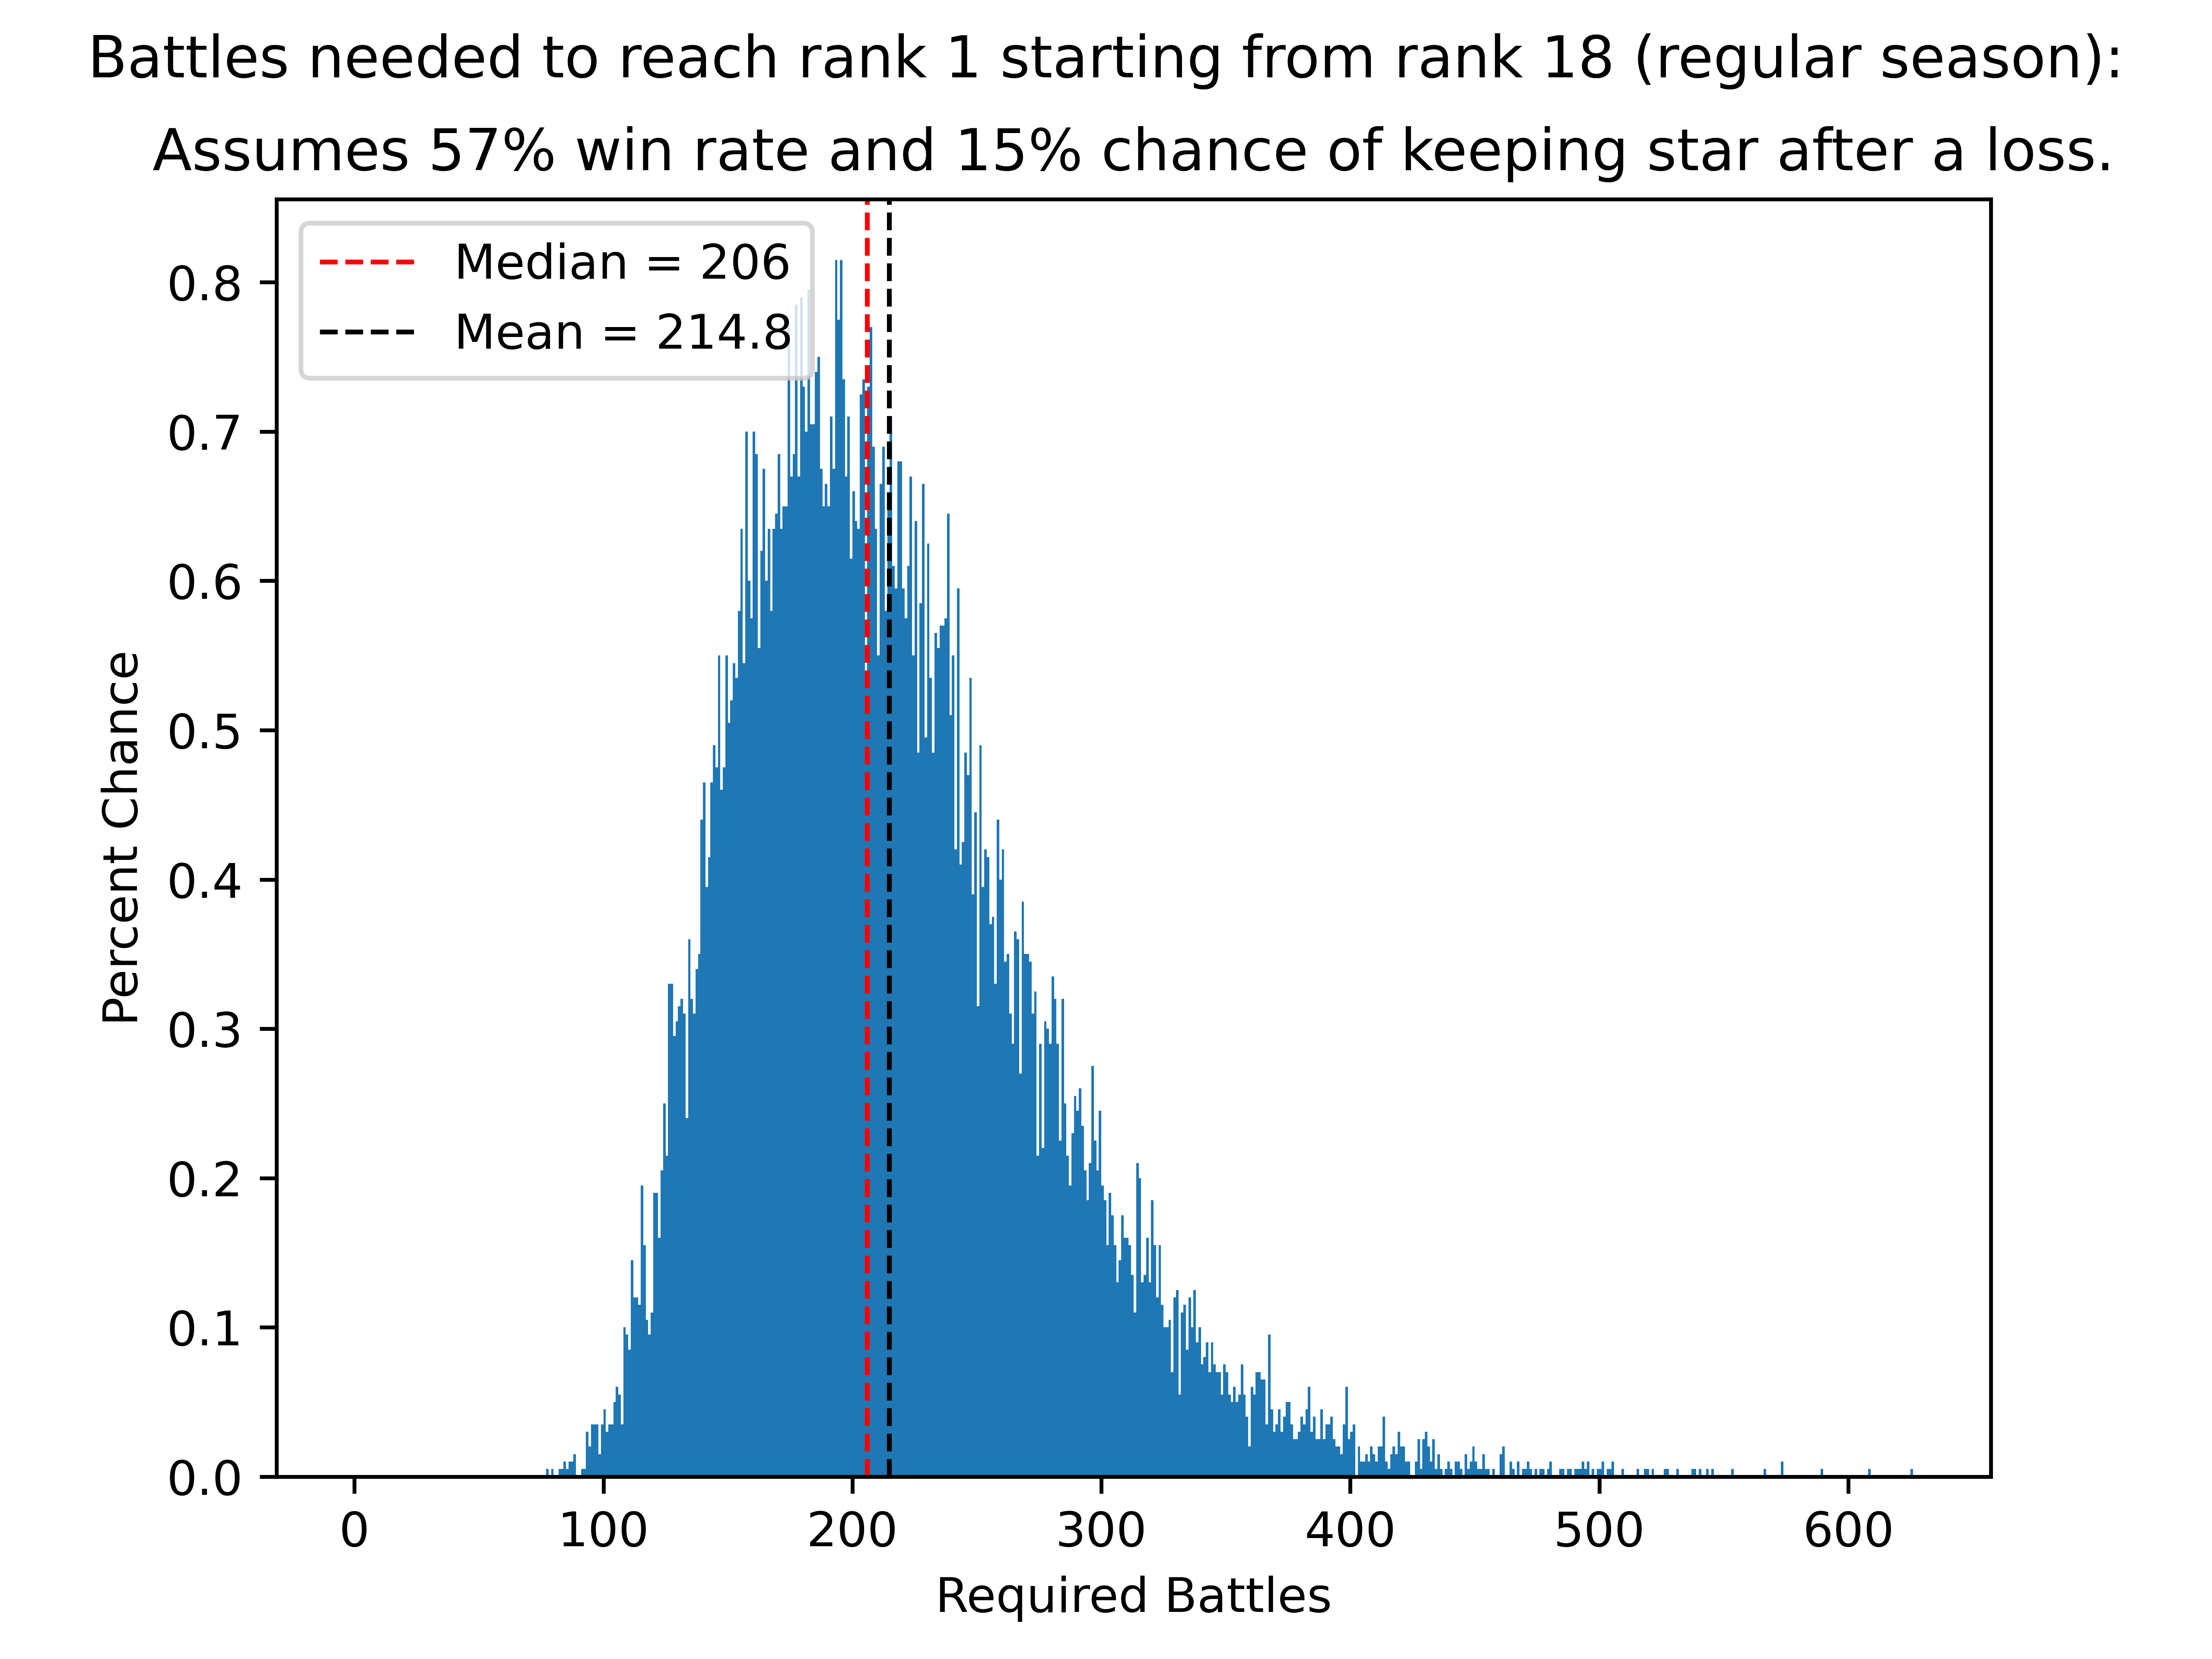 Battles needed to reach rank 1 starting from rank 18 (regular season):
Assumes 57% win rate and 15% chance of keeping star after a loss.
Median = 206
Mean = 214.8
0.8
0.7
0.6
0.5
0.4
0.3
0.2
0.1
0.0
Percent Chance
0 100 200 300 400 500 600
Required Battles